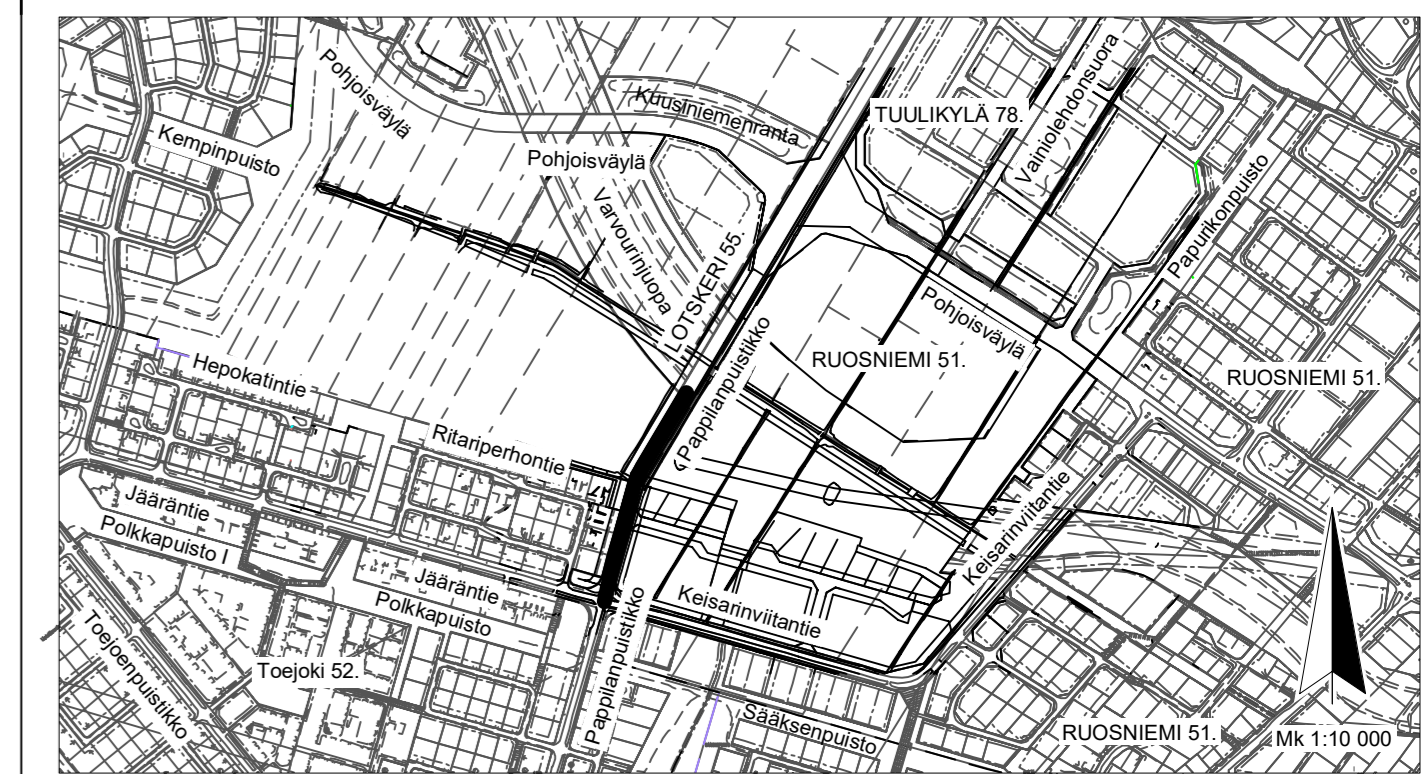 Pohjoisväylä
Kempinpuisto
Kuusiniemenranta
TUULIKYLÄ 78.
Vainiolehdonsuora
Pohjoisväylä
Varvourinjuopa
LOTSKERI 55.
Papurikonpuisto
Pohjoisväylä
Pappilanpuistikko
RUOSNIEMI 51.
RUOSNIEMI 51.
Hepokatintie
Ritariperhontie
Jääräntie
Polkkapuisto I
Jääräntie
Polkkapuisto
Keisarinviitantie
Keisarinviitantie
Toejoenpuistikko
Toejoki 52.
Pappilanpuistikko
Sääksenpuisto
RUOSNIEMI 51.
Mk 1:10 000